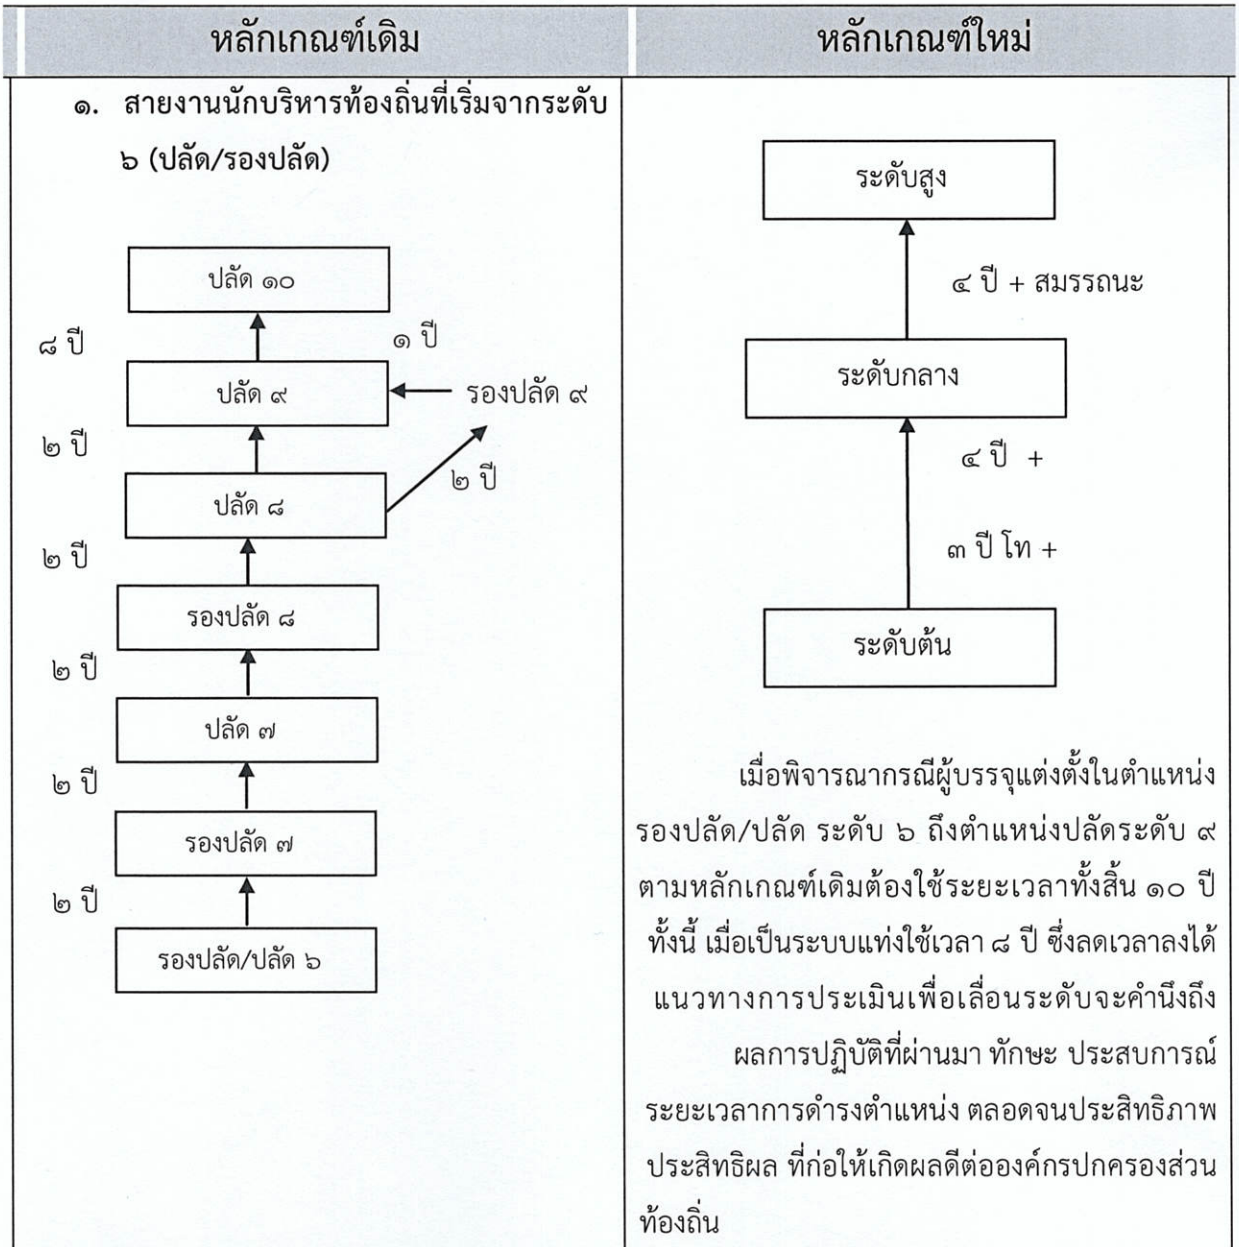 หลักเกณฑ์เดิม
หลักเกณฑ์ใหม่
๑. สายงานนักบริหารท้องถิ่นที่เริ่มจากระดับ
๖ (ปลัด/รองปลัด)
ปลัด ๑๐
๘ ปี
๑ ปี
ปลัด ๙
รองปลัด ๙
๒ ปี
๒ ปี
ปลัด ๘
๒ ปี
รองปลัด ๘
๒ ปี
ปลัด ๗
๒ ปี
รองปลัด ๗
๒ ปี
รองปลัด/ปลัด ๖
ระดับสูง
๔ ปี + สมรรถนะ
ระดับกลาง
๔ ปี +
๓ ปี โท +
ระดับต้น
เมื่อพิจารณากรณีผู้บรรจุแต่งตั้งในตำแหน่ง
รองปลัด/ปลัด ระดับ ๖ ถึงตำแหน่งปลัดระดับ ๙
ตามหลักเกณฑ์เดิมต้องใช้ระยะเวลาทั้งสิ้น ๑๐ ปี
ทั้งนี้ เมื่อเป็นระบบแท่งใช้เวลา ๘ ปี ซึ่งลดเวลาลงได้
แนวทางการประเมินเพื่อเลื่อนระดับจะคำนึงถึง
ผลการปฏิบัติที่ผ่านมา ทักษะ ประสบการณ์
ระยะเวลาการดำรงตำแหน่ง ตลอดจนประสิทธิภาพ
ประสิทธิผล ที่ก่อให้เกิดผลดีต่อองค์กรปกครองส่วน
ท้องถิ่น